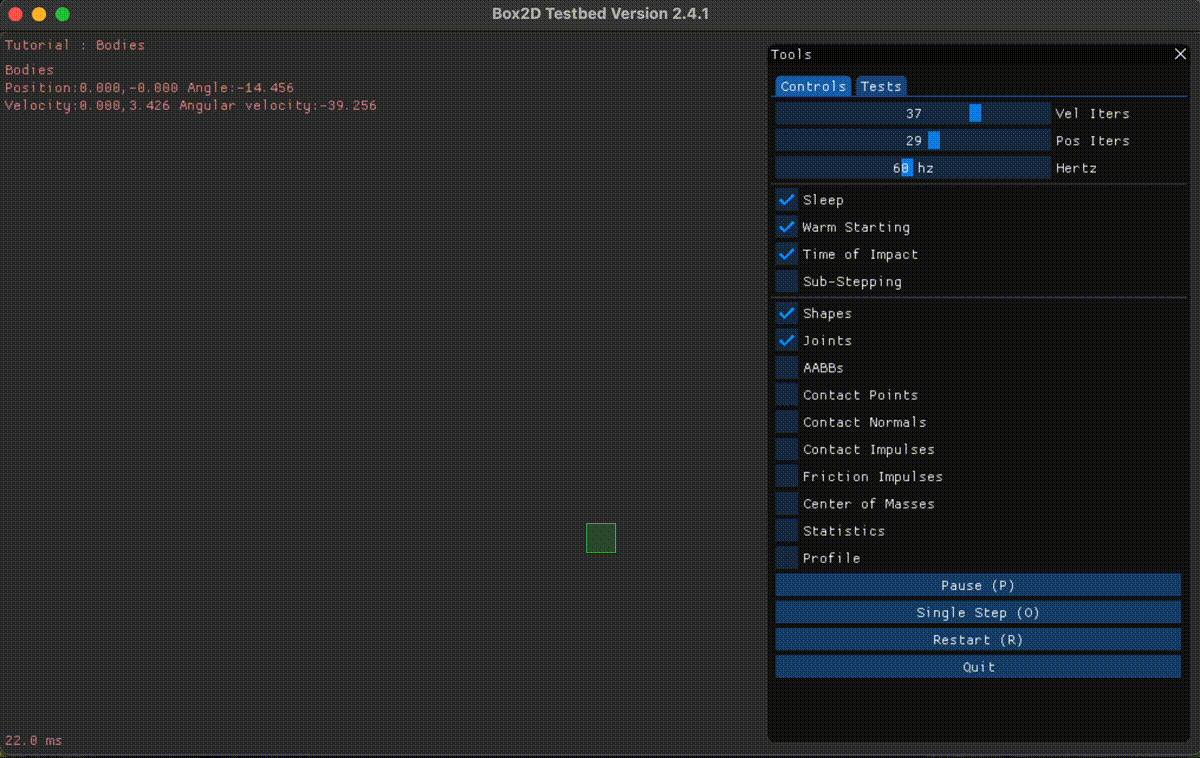 Box2D Testbed Version 2.4.1
Tutorial : Bodies
Bodies
Position:0.000,-0.000 Angle:-14.456
Velocity:0.000,3.426 Angular velocity:-39.256
Tools
Controls Tests
37 Vel Iters
29 Pos Iters
60 hz Hertz
Sleep
Warm Starting
Time of Impact
Sub-Stepping
Shapes
Joints
AABBs
Contact Points
Contact Normals
Contact Impulses
Friction Impulses
Center of Masses
Statistics
Profile
Pause (P)
Single Step (O)
Restart (R)
Quit
22.0 ms